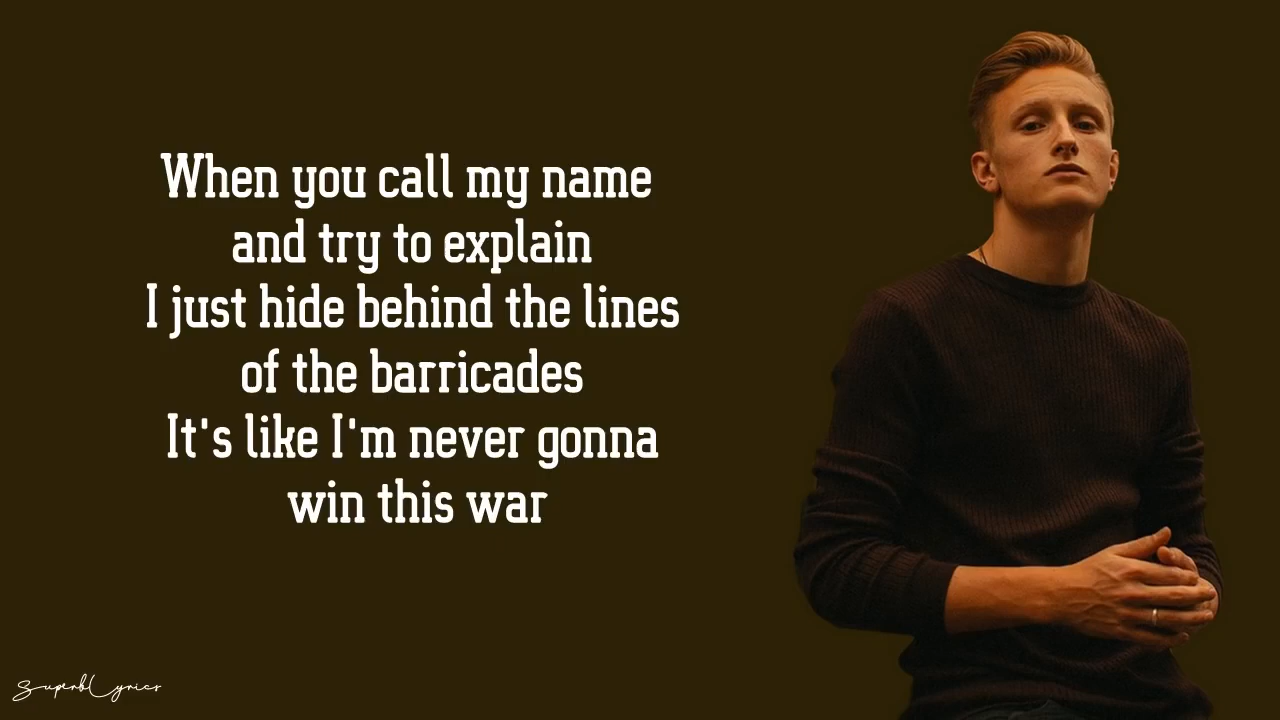 When you call my name
and try to explain
I just hide behind the lines
of the barricades
It's like I'm never gonna
win this war
SuperbLyrics